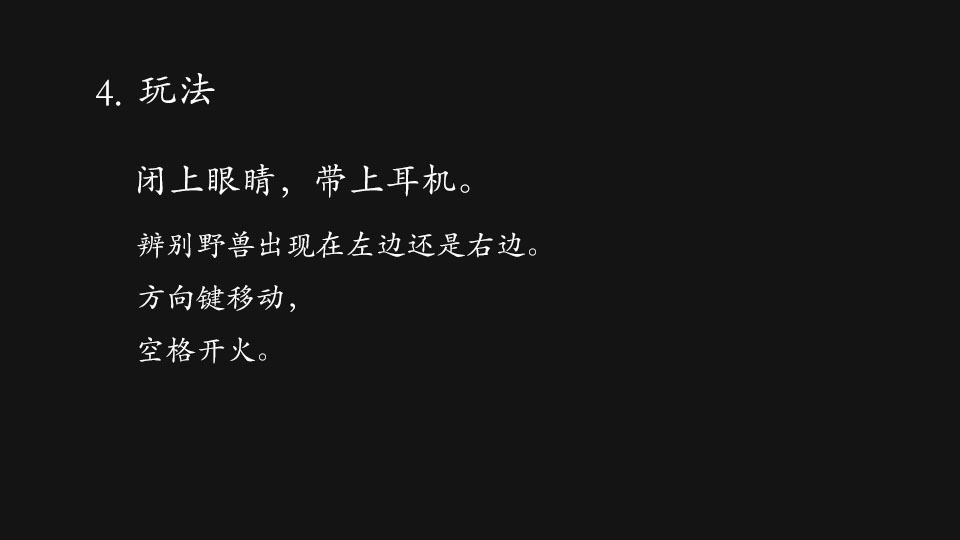 4. 玩法
闭上眼睛，带上耳机。
辨别野兽出现在左边还是右边。
方向键移动，
空格开火。